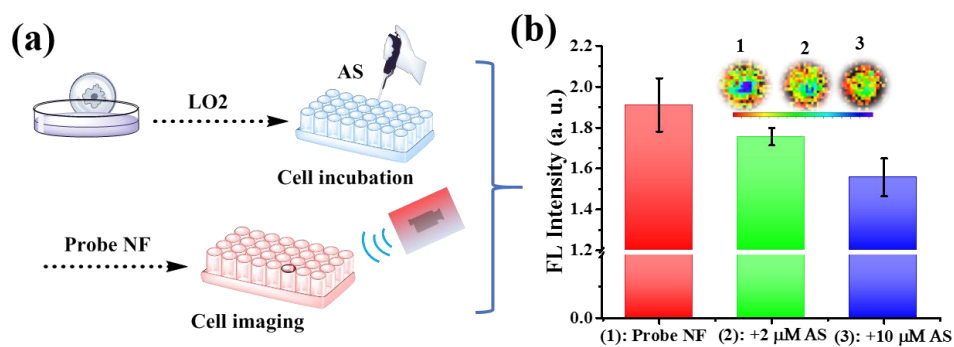 (a)
LO2
AS
Cell incubation
Probe NF
Cell imaging
(b)
FL Intensity (a. u.)
2.2
2.0
1.8
1.6
1.4
1.2
0.0
1 2 3
(1): Probe NF (2): +2 μM AS (3): +10 μM AS